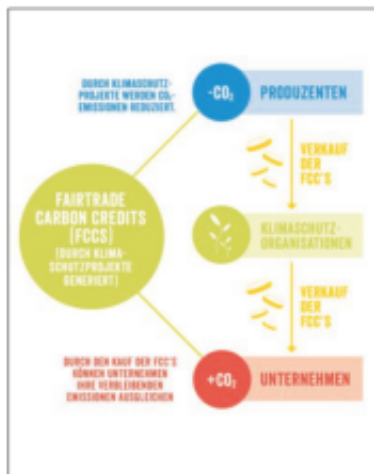 DURCH KLIMASCHUTZ-
PROJEKTE WERDEN CO₂-
EMISSIONEN REDUZIERT.
-CO₂
PRODUZENTEN
VERKAUF
DER
FCC'S
FAIRTRADE
CARBON CREDITS
(FCCS)
(DURCH KLIMA-
SCHUTZPROJEKTE
GENERIERT)
KLIMASCHUTZ-
ORGANISATIONEN
VERKAUF
DER
FCC'S
DURCH DEN KAUF DER FCC'S
KÖNNEN UNTERNEHMEN
IHRE VERBLEIBENDEN
EMISSIONEN AUSGLEICHEN
+CO₂
UNTERNEHMEN